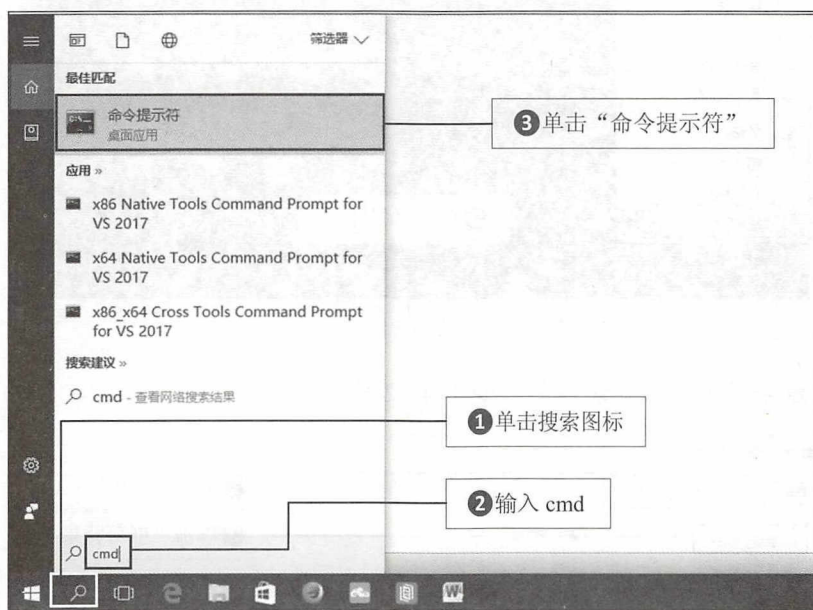 筛选器
最佳匹配
命令提示符
桌面应用
❸单击“命令提示符”
应用 »
x86 Native Tools Command Prompt for
VS 2017
x64 Native Tools Command Prompt for
VS 2017
x86_x64 Cross Tools Command Prompt
for VS 2017
搜索建议 »
cmd - 查看网络搜索结果
❶单击搜索图标
❷输入 cmd
cmd